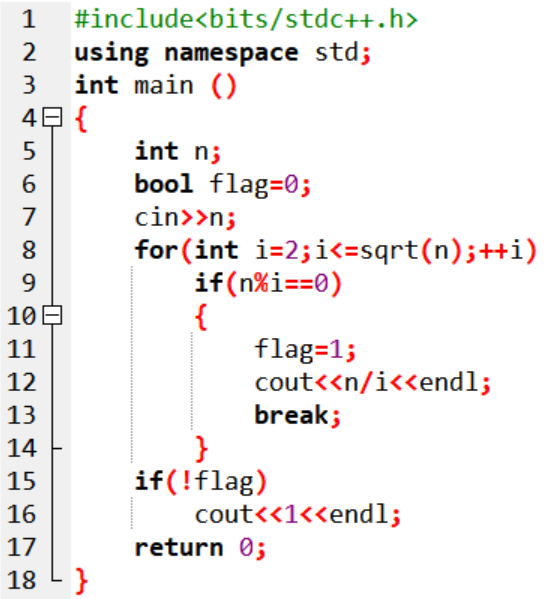 1 #include<bits/stdc++.h>
2 using namespace std;
3 int main ()
4 {
5 int n;
6 bool flag=0;
7 cin>>n;
8 for(int i=2;i<=sqrt(n);++i)
9 if(n%i==0)
10 {
11 flag=1;
12 cout<<n/i<<endl;
13 break;
14 }
15 if(!flag)
16 cout<<1<<endl;
17 return 0;
18 }